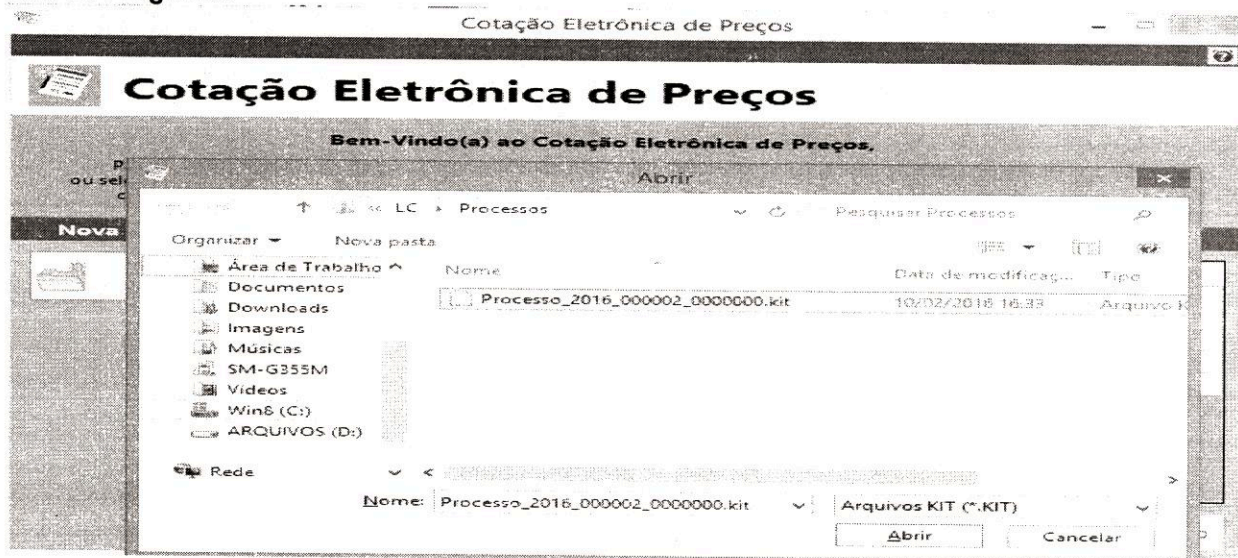 Cotação Eletrônica de Preços
Cotação Eletrônica de Preços
Bem-Vindo(a) ao Cotação Eletrônica de Preços,
p
ou sele
c
Abrir
« LC Processos
Pesquisar Processos
Nova
Organizar
Nova pasta
Área de Trabalho
Nome
Data de modificaç...
Tipo
Documentos
Processo_2016_000002_0000000.kit
10/02/2016 16:33
Arquivo K
Downloads
Imagens
Músicas
SM-G355M
Vídeos
Win8 (C:)
ARQUIVOS (D:)
Rede
Nome: Processo_2016_000002_0000000.kit
Arquivos KIT (*.KIT)
Abrir
Cancelar